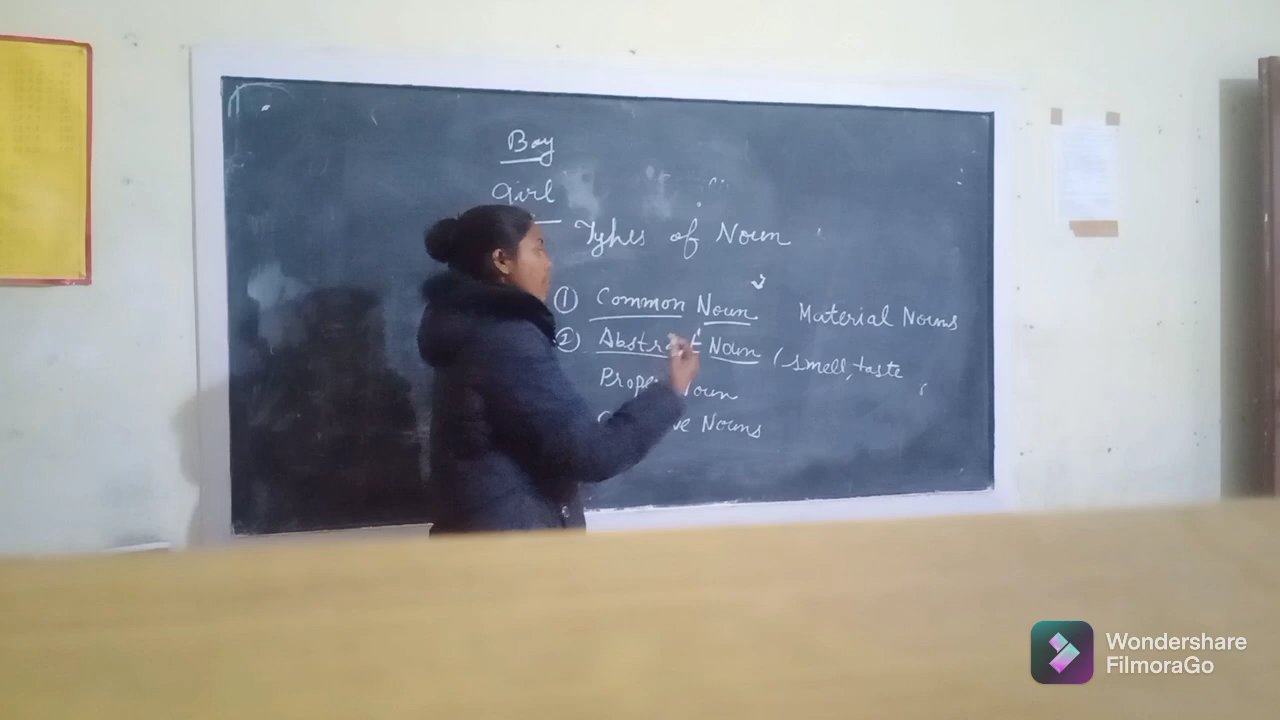 Boy
Girl
Types of Noun
① Common Noun
Material Nouns
② Abstract Noun (smell, taste
Noun
Nouns
Wondershare
FilmoraGo